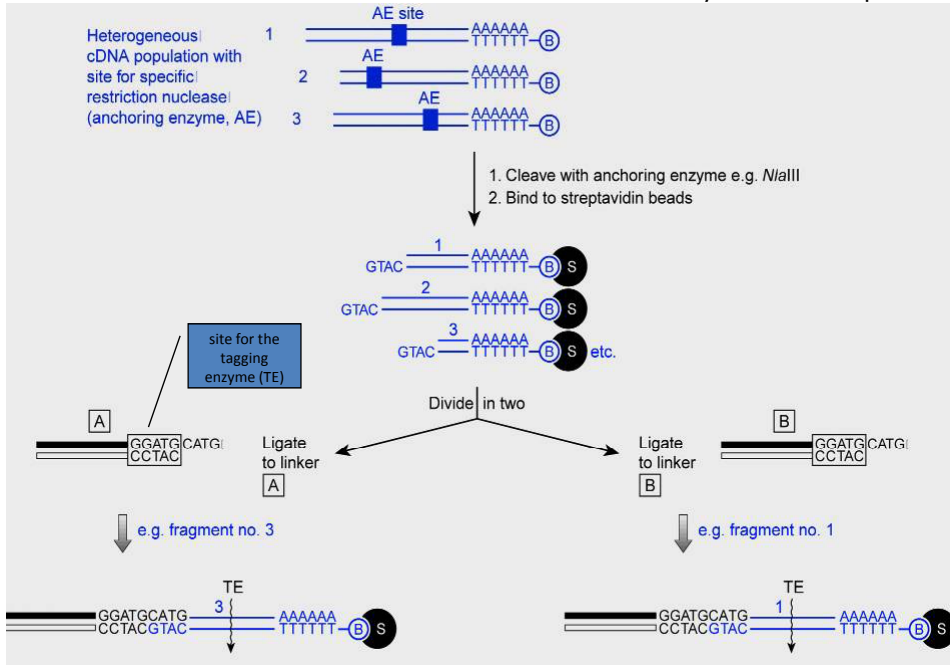 AE site
Heterogeneous
cDNA population with
site for specific
restriction nuclease
(anchoring enzyme, AE)
1
AAAAAA
TTTTTT
B
AE
2
AAAAAA
TTTTTT
B
AE
3
AAAAAA
TTTTTT
B
1. Cleave with anchoring enzyme e.g. NlaIII
2. Bind to streptavidin beads
1
AAAAAA
GTAC
TTTTTT
B
S
2
AAAAAA
GTAC
TTTTTT
B
S
3
AAAAAA
GTAC
TTTTTT
B
S
etc.
site for the
tagging
enzyme (TE)
Divide in two
A
GGATGCATG
CCTAC
Ligate
to linker
A
Ligate
to linker
B
B
GGATGCATG
CCTAC
e.g. fragment no. 3
e.g. fragment no. 1
TE
GGATGCATG
3
AAAAAA
CCTACGTAC
TTTTTT
B
S
TE
GGATGCATG
1
AAAAAA
CCTACGTAC
TTTTTT
B
S